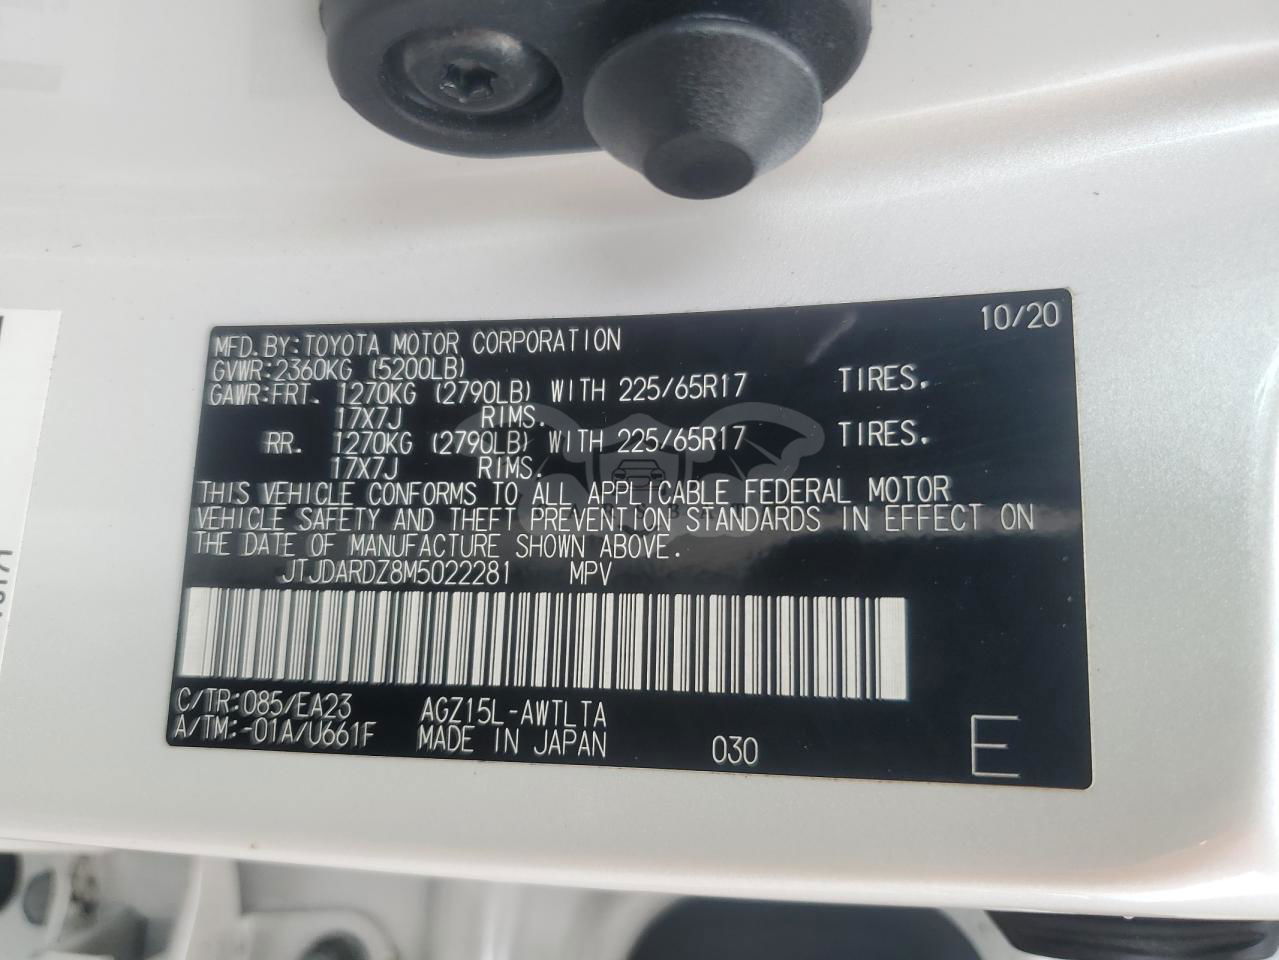 10/20
MFD.BY:TOYOTA MOTOR CORPORATION
GVWR:2360KG (5200LB)
GAWR:FRT. 1270KG (2790LB) WITH 225/65R17 TIRES.
17X7J RIMS.
RR. 1270KG (2790LB) WITH 225/65R17 TIRES.
17X7J RIMS.
THIS VEHICLE CONFORMS TO ALL APPLICABLE FEDERAL MOTOR
VEHICLE SAFETY AND THEFT PREVENTION STANDARDS IN EFFECT ON
THE DATE OF MANUFACTURE SHOWN ABOVE.
JTJDARDZ8M5022281 MPV
C/TR:085/EA23 AGZ15L-AWTLTA
A/TM:-01A/U661F MADE IN JAPAN 030 E